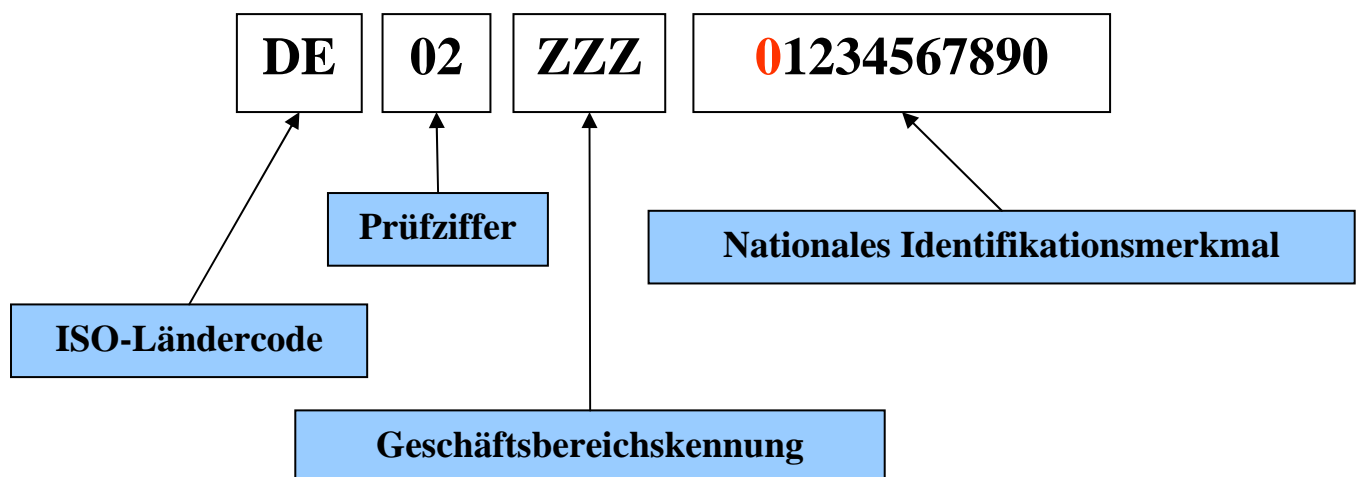 DE 02 ZZZ 01234567890
Prüfziffer
Nationales Identifikationsmerkmal
ISO-Ländercode
Geschäftsbereichskennung